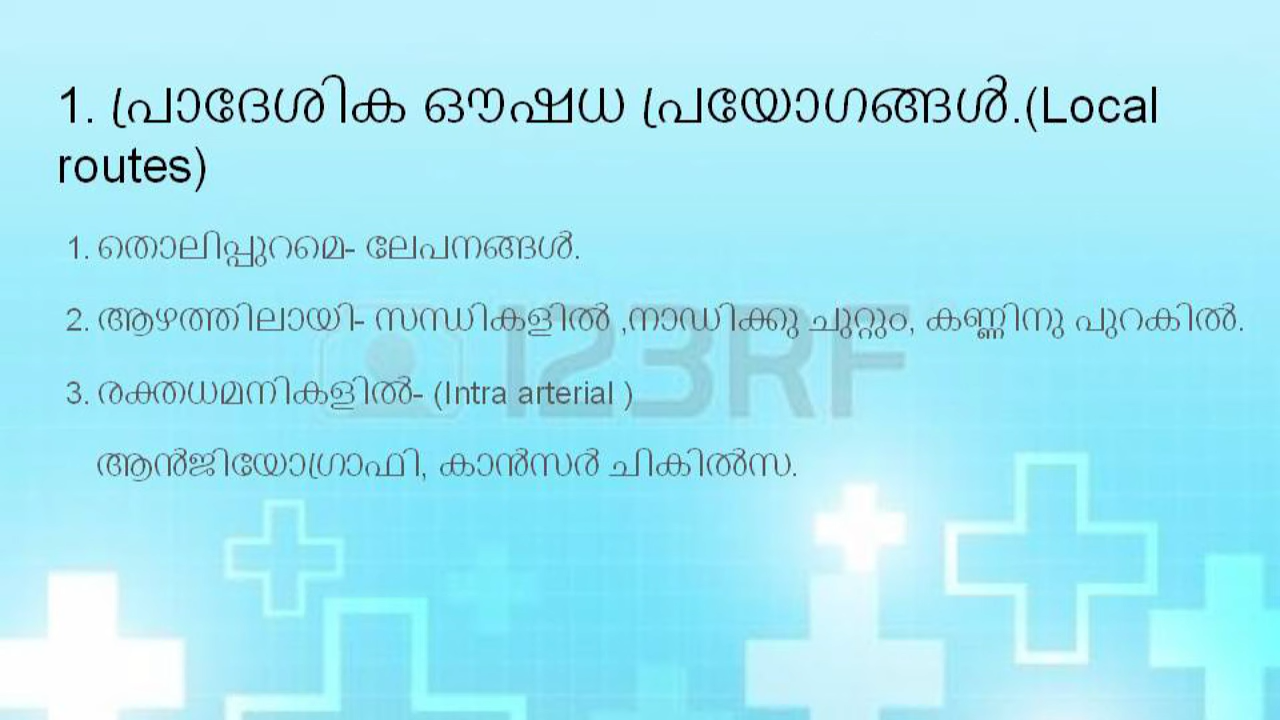 1. പ്രാദേശിക ഔഷധ പ്രയോഗങ്ങൾ.(Local
routes)
1. തൊലിപ്പുറമെ- ലേപനങ്ങൾ.
2. ആഴത്തിലായി- സന്ധികളിൽ ,നാഡിക്കു ചുറ്റും, കണ്ണിനു പുറകിൽ.
3. രക്തധമനികളിൽ- (Intra arterial )
ആൻജിയോഗ്രാഫി, കാൻസർ ചികിൽസ.
123RF